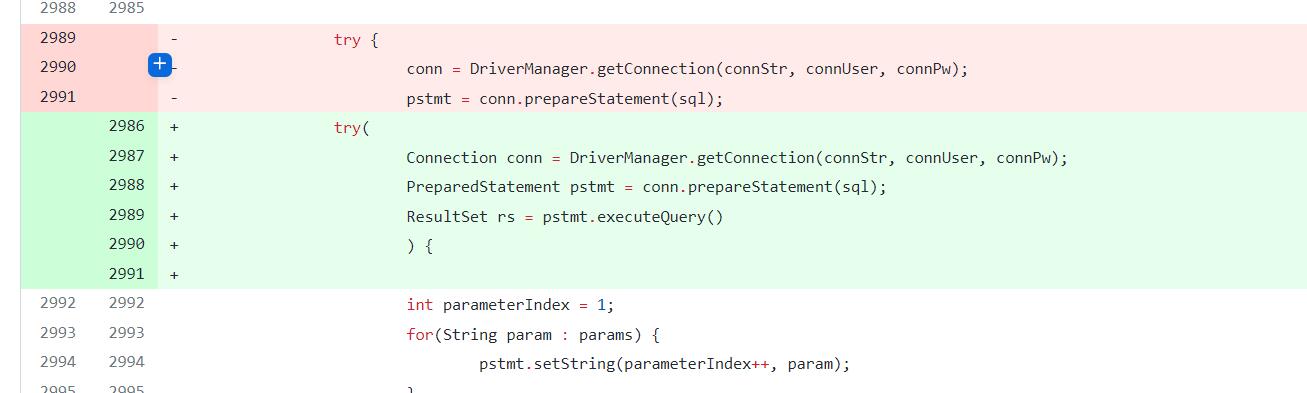 2988 2985
2989 - try {
2990 - conn = DriverManager.getConnection(connStr, connUser, connPw);
2991 - pstmt = conn.prepareStatement(sql);
2986 + try(
2987 + Connection conn = DriverManager.getConnection(connStr, connUser, connPw);
2988 + PreparedStatement pstmt = conn.prepareStatement(sql);
2989 + ResultSet rs = pstmt.executeQuery()
2990 + ) {
2991 +
2992 2992 int parameterIndex = 1;
2993 2993 for(String param : params) {
2994 2994 pstmt.setString(parameterIndex++, param);
2995 2995 }